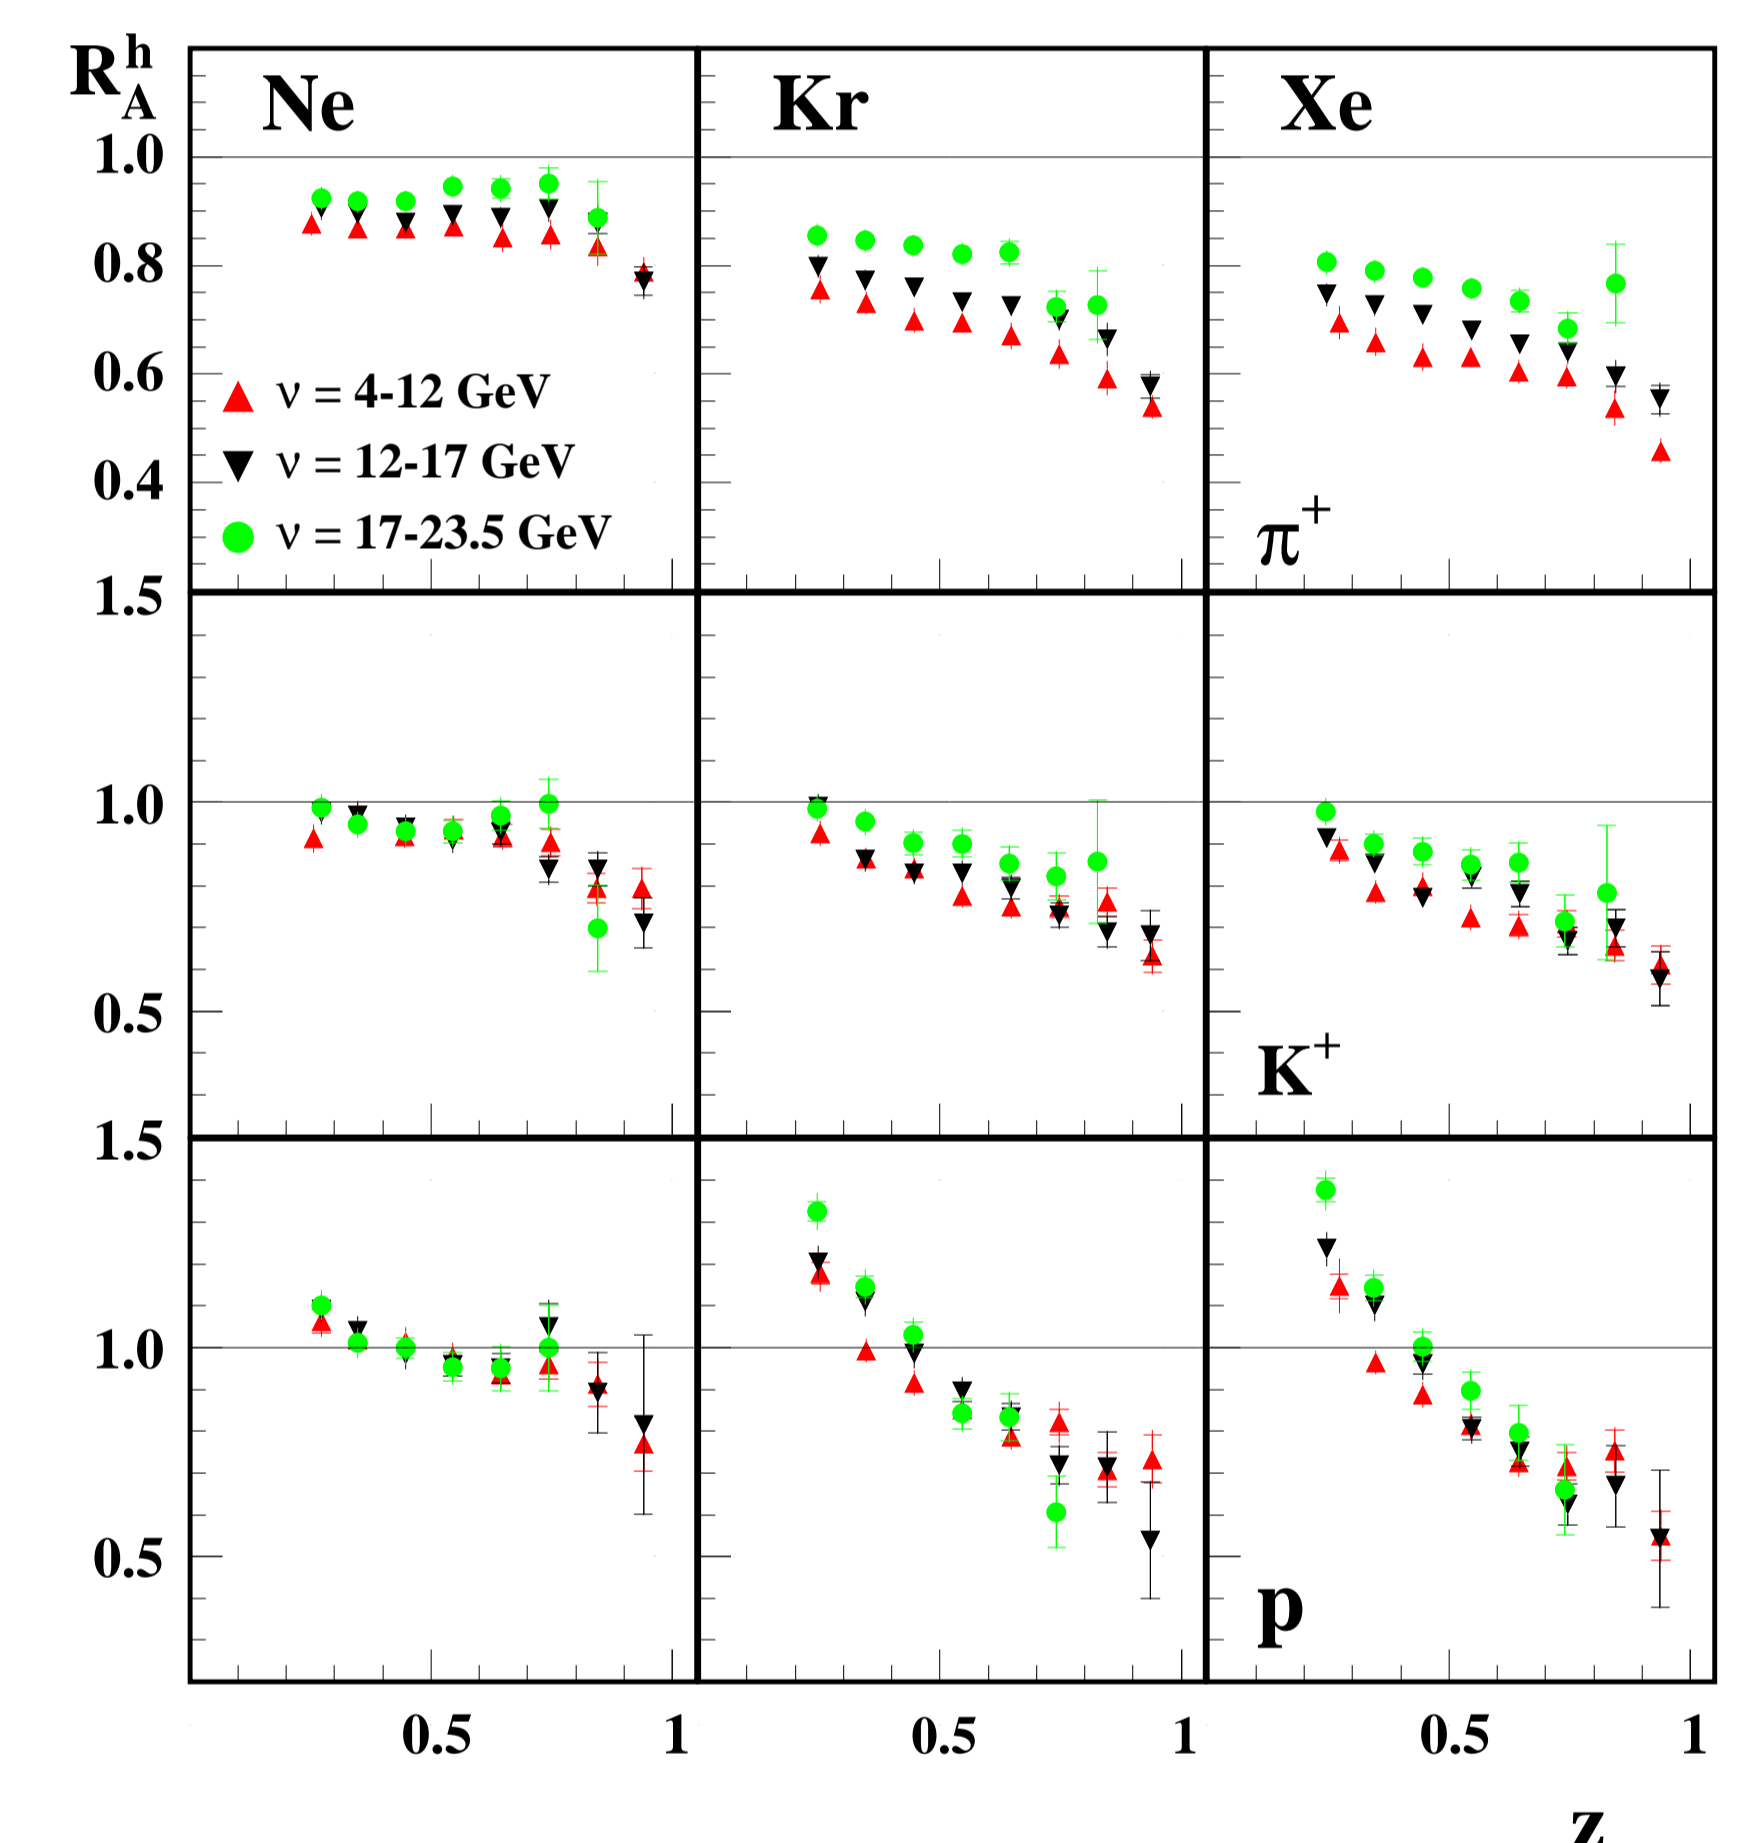 R_A^h
Ne
Kr
Xe
1.0
0.8
0.6
0.4
ν = 4-12 GeV
ν = 12-17 GeV
ν = 17-23.5 GeV
π+
1.5
1.0
0.5
K+
1.5
1.0
0.5
p
0.5 1 0.5 1 0.5 1
z